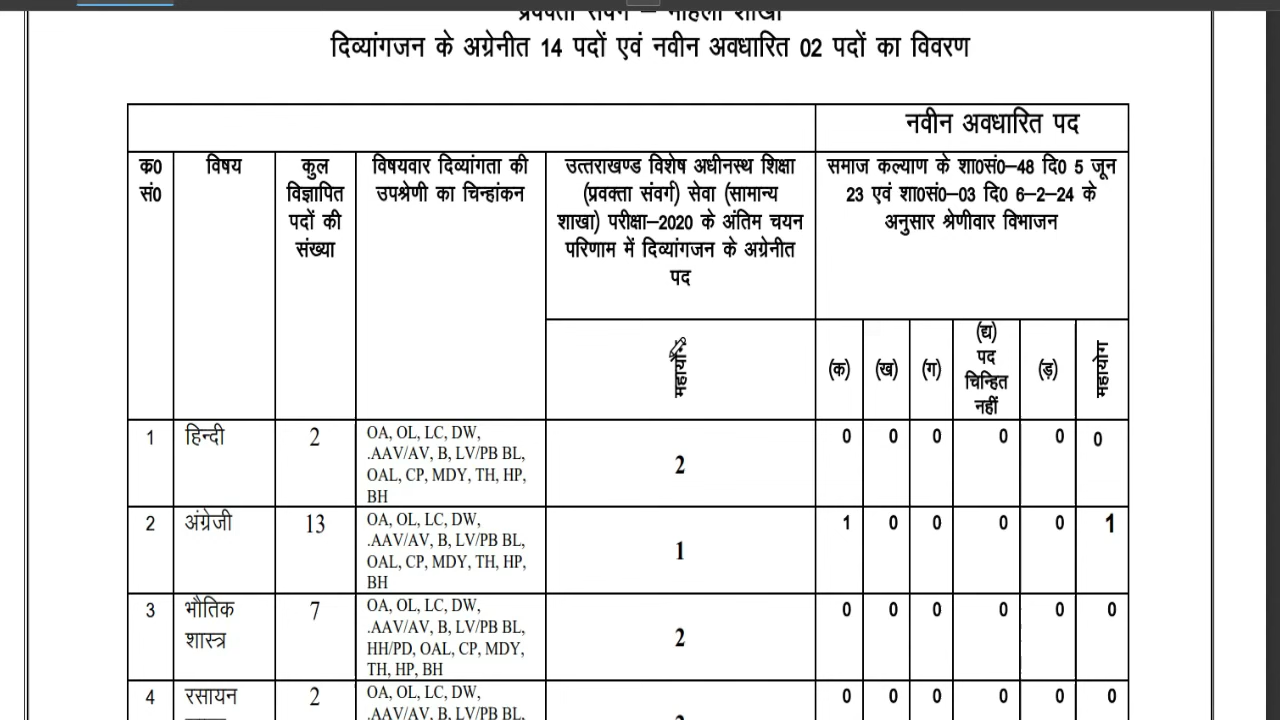 प्रवक्ता संवर्ग – महिला शाखा
दिव्यांगजन के अग्रेनीत 14 पदों एवं नवीन अवधारित 02 पदों का विवरण
नवीन अवधारित पद
क0 सं0
विषय
कुल विज्ञापित पदों की संख्या
विषयवार दिव्यांगता की उपश्रेणी का चिन्हांकन
उत्तराखण्ड विशेष अधीनस्थ शिक्षा
(प्रवक्ता संवर्ग) सेवा (सामान्य
शाखा) परीक्षा–2020 के अंतिम चयन
परिणाम में दिव्यांगजन के अग्रेनीत
पद
समाज कल्याण के शा0सं0–48 दि0 5 जून
23 एवं शा0सं0–03 दि0 6–2–24 के
अनुसार श्रेणीवार विभाजन
महायोग
(क) (ख) (ग) (द्य) पद चिन्हित नहीं (ड़) महायोग
1 हिन्दी 2
OA, OL, LC, DW,
.AAV/AV, B, LV/PB BL,
OAL, CP, MDY, TH, HP,
BH
2 0 0 0 0 0 0
2 अंग्रेजी 13
OA, OL, LC, DW,
.AAV/AV, B, LV/PB BL,
OAL, CP, MDY, TH, HP,
BH
1 1 0 0 0 0 1
3 भौतिक शास्त्र 7
OA, OL, LC, DW,
.AAV/AV, B, LV/PB BL,
HH/PD, OAL, CP, MDY,
TH, HP, BH
2 0 0 0 0 0 0
4 रसायन 2
OA, OL, LC, DW,
.AAV/AV, B, LV/PB BL,
0 0 0 0 0 0